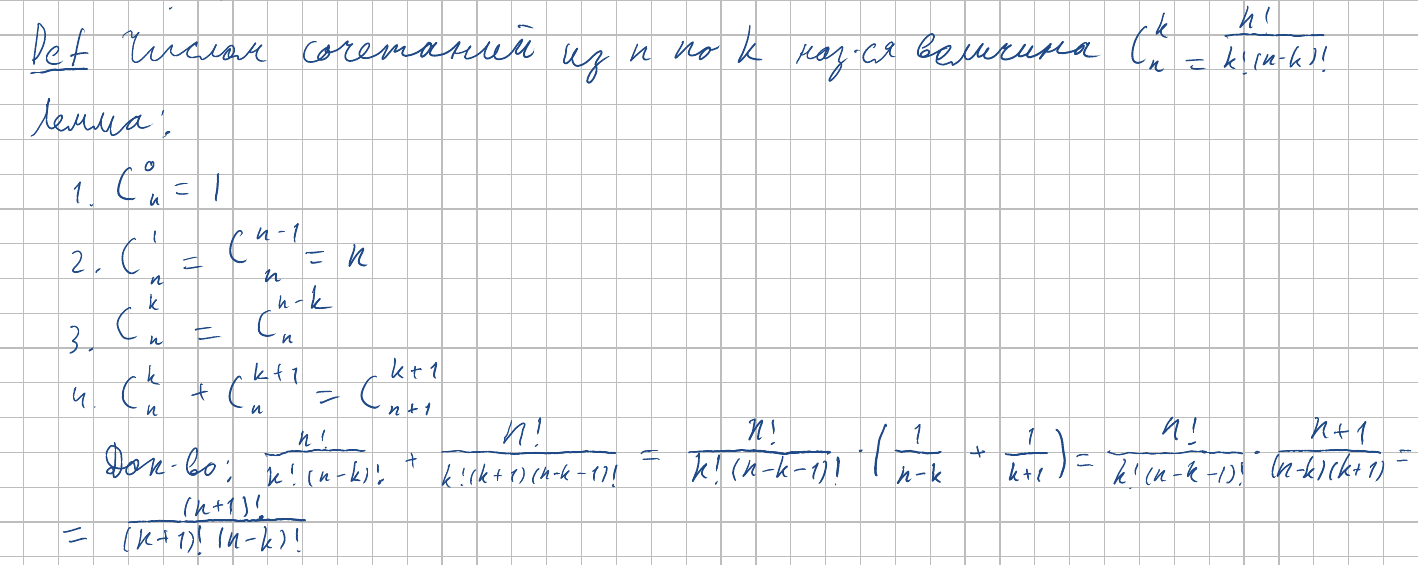 Def Числом сочетаний из n по k наз-ся величина C_n^k = \frac{n!}{k!(n-k)!}
Лемма:
1. C_n^0 = 1
2. C_n^1 = C_n^{n-1} = n
3. C_n^k = C_n^{n-k}
4. C_n^k + C_n^{k+1} = C_{n+1}^{k+1}
Док-во: \frac{n!}{k!(n-k)!} + \frac{n!}{k!(k+1)(n-k-1)!} = \frac{n!}{k!(n-k-1)!} \cdot \left(\frac{1}{n-k} + \frac{1}{k+1}\right) = \frac{n!}{k!(n-k-1)!} \cdot \frac{n+1}{(n-k)(k+1)} =
= \frac{(n+1)!}{(k+1)!(n-k)!}